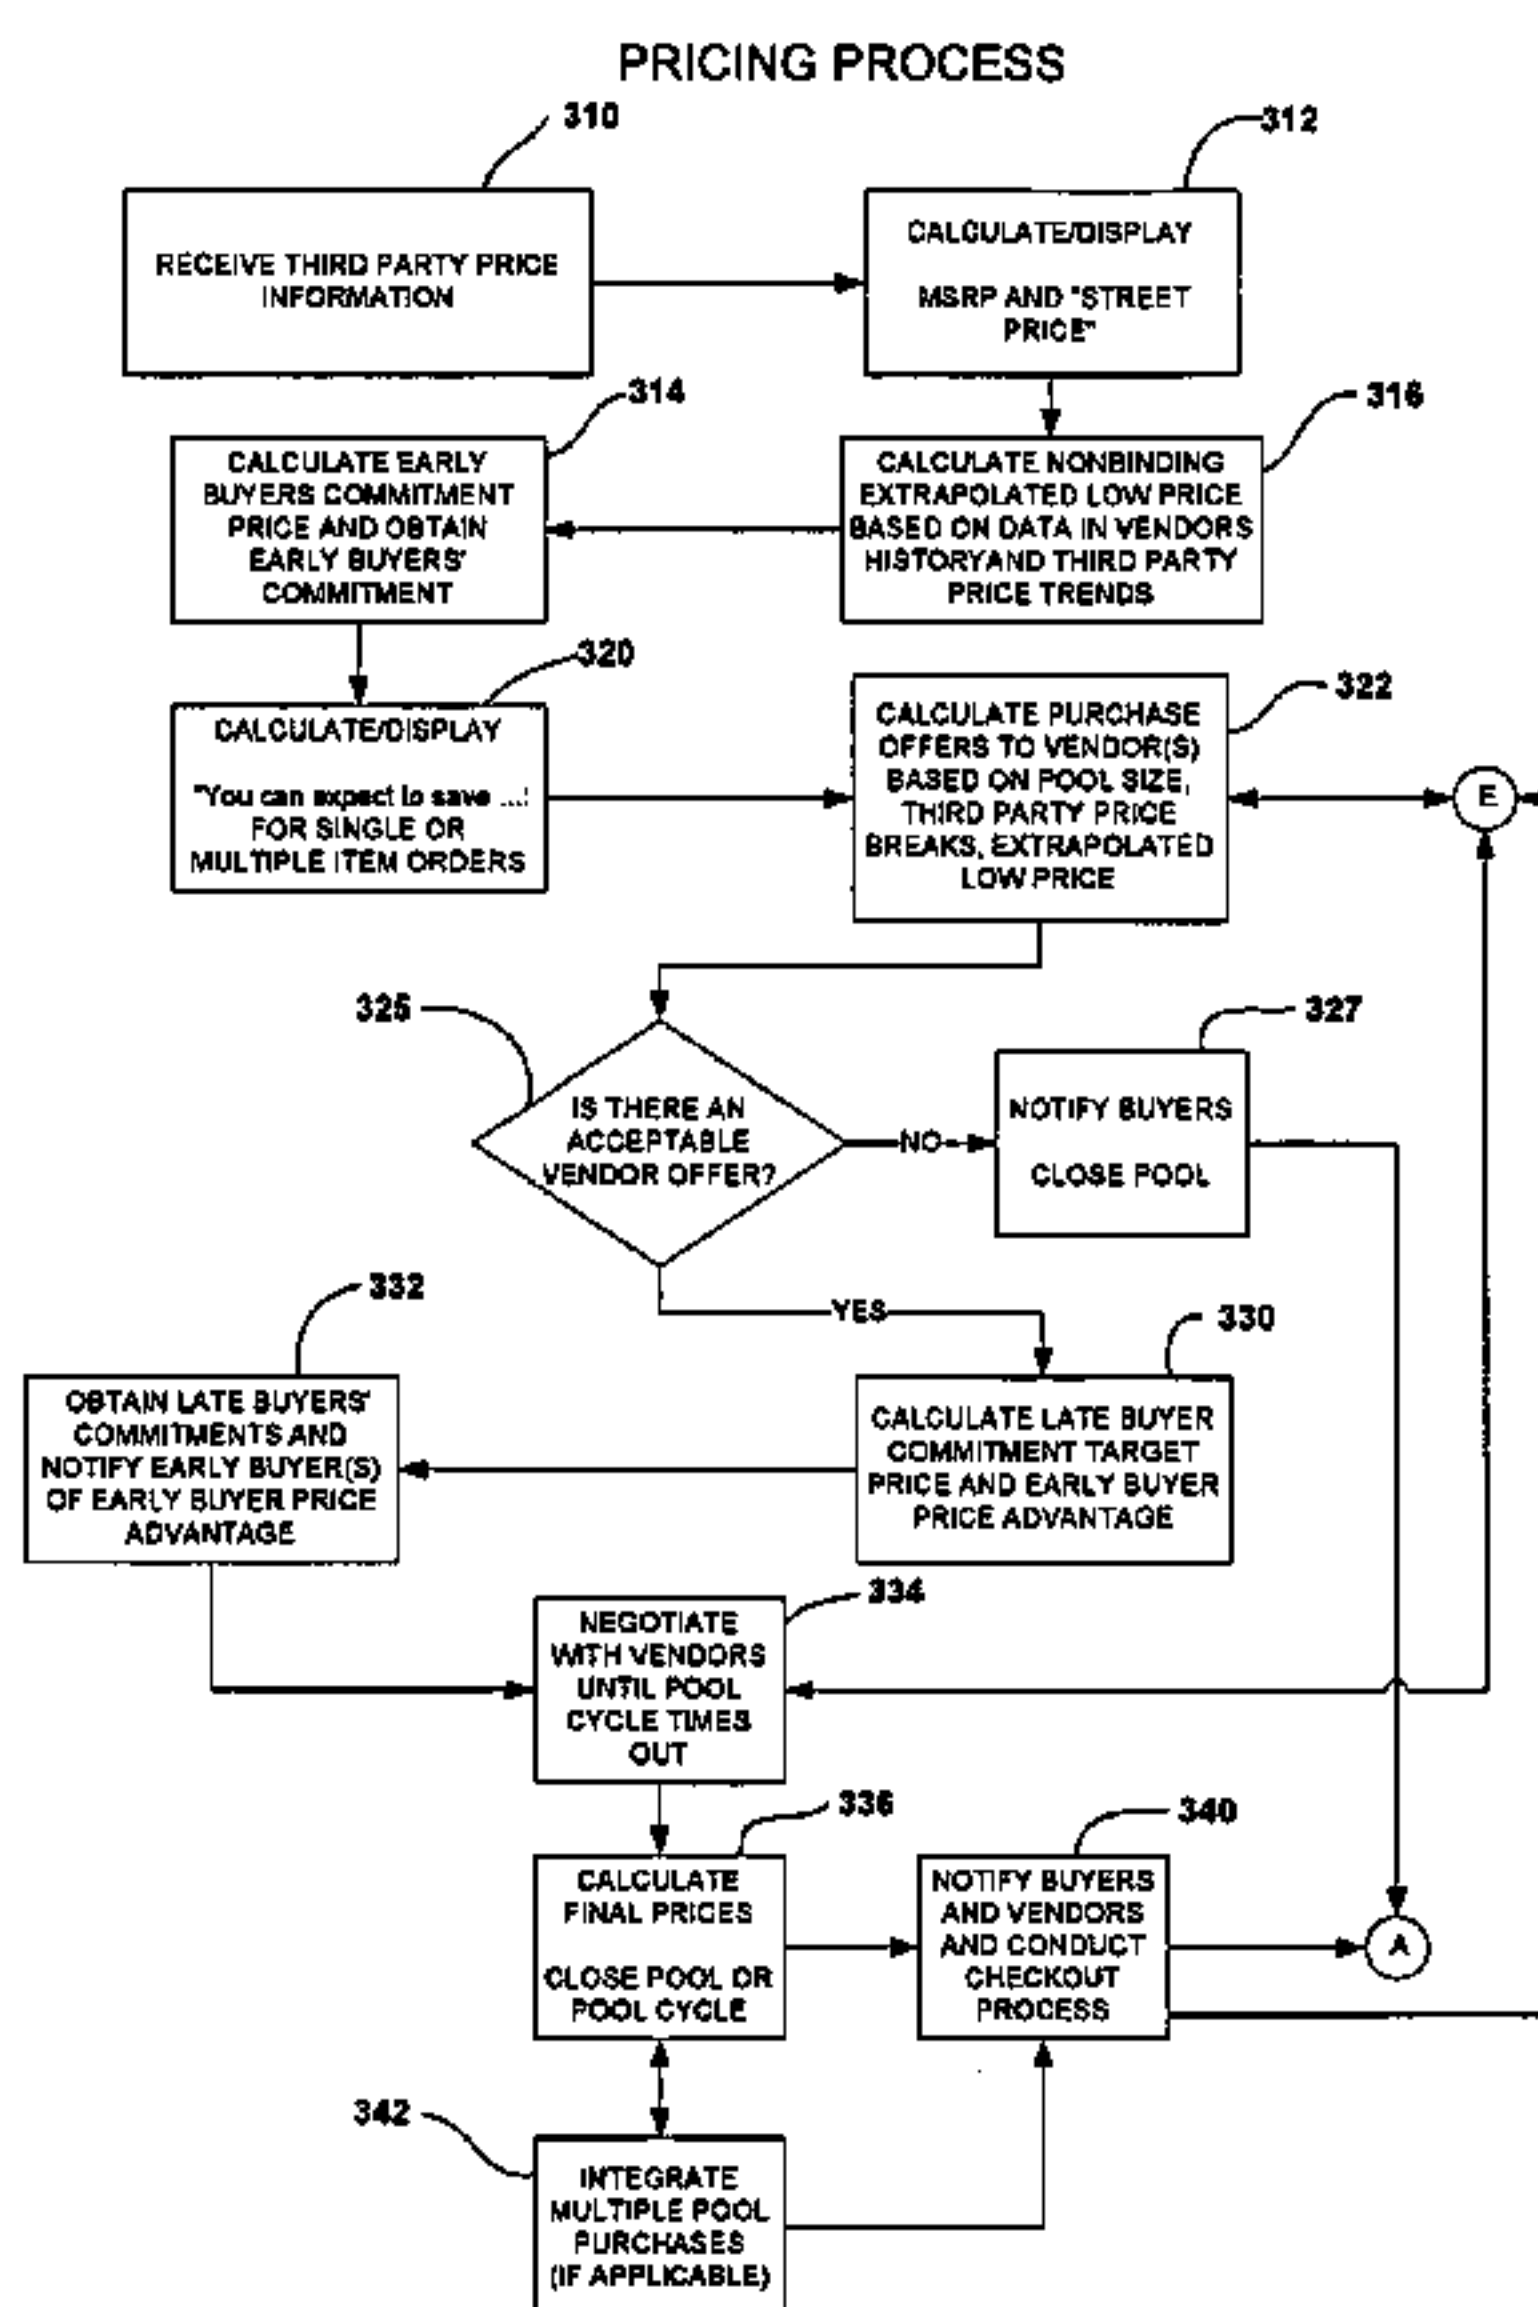 PRICING PROCESS
310
312
RECEIVE THIRD PARTY PRICE
INFORMATION
CALCULATE/DISPLAY
MSRP AND "STREET
PRICE"
314
316
CALCULATE EARLY
BUYERS COMMITMENT
PRICE AND OBTAIN
EARLY BUYERS'
COMMITMENT
CALCULATE NONBINDING
EXTRAPOLATED LOW PRICE
BASED ON DATA IN VENDORS
HISTORYAND THIRD PARTY
PRICE TRENDS
320
322
CALCULATE/DISPLAY
"You can expect to save ...:
FOR SINGLE OR
MULTIPLE ITEM ORDERS
CALCULATE PURCHASE
OFFERS TO VENDOR(S)
BASED ON POOL SIZE,
THIRD PARTY PRICE
BREAKS, EXTRAPOLATED
LOW PRICE
E
325
327
IS THERE AN
ACCEPTABLE
VENDOR OFFER?
NO
NOTIFY BUYERS
CLOSE POOL
YES
332
330
OBTAIN LATE BUYERS'
COMMITMENTS AND
NOTIFY EARLY BUYER(S)
OF EARLY BUYER PRICE
ADVANTAGE
CALCULATE LATE BUYER
COMMITMENT TARGET
PRICE AND EARLY BUYER
PRICE ADVANTAGE
334
NEGOTIATE
WITH VENDORS
UNTIL POOL
CYCLE TIMES
OUT
336
340
CALCULATE
FINAL PRICES
CLOSE POOL OR
POOL CYCLE
NOTIFY BUYERS
AND VENDORS
AND CONDUCT
CHECKOUT
PROCESS
A
342
INTEGRATE
MULTIPLE POOL
PURCHASES
(IF APPLICABLE)